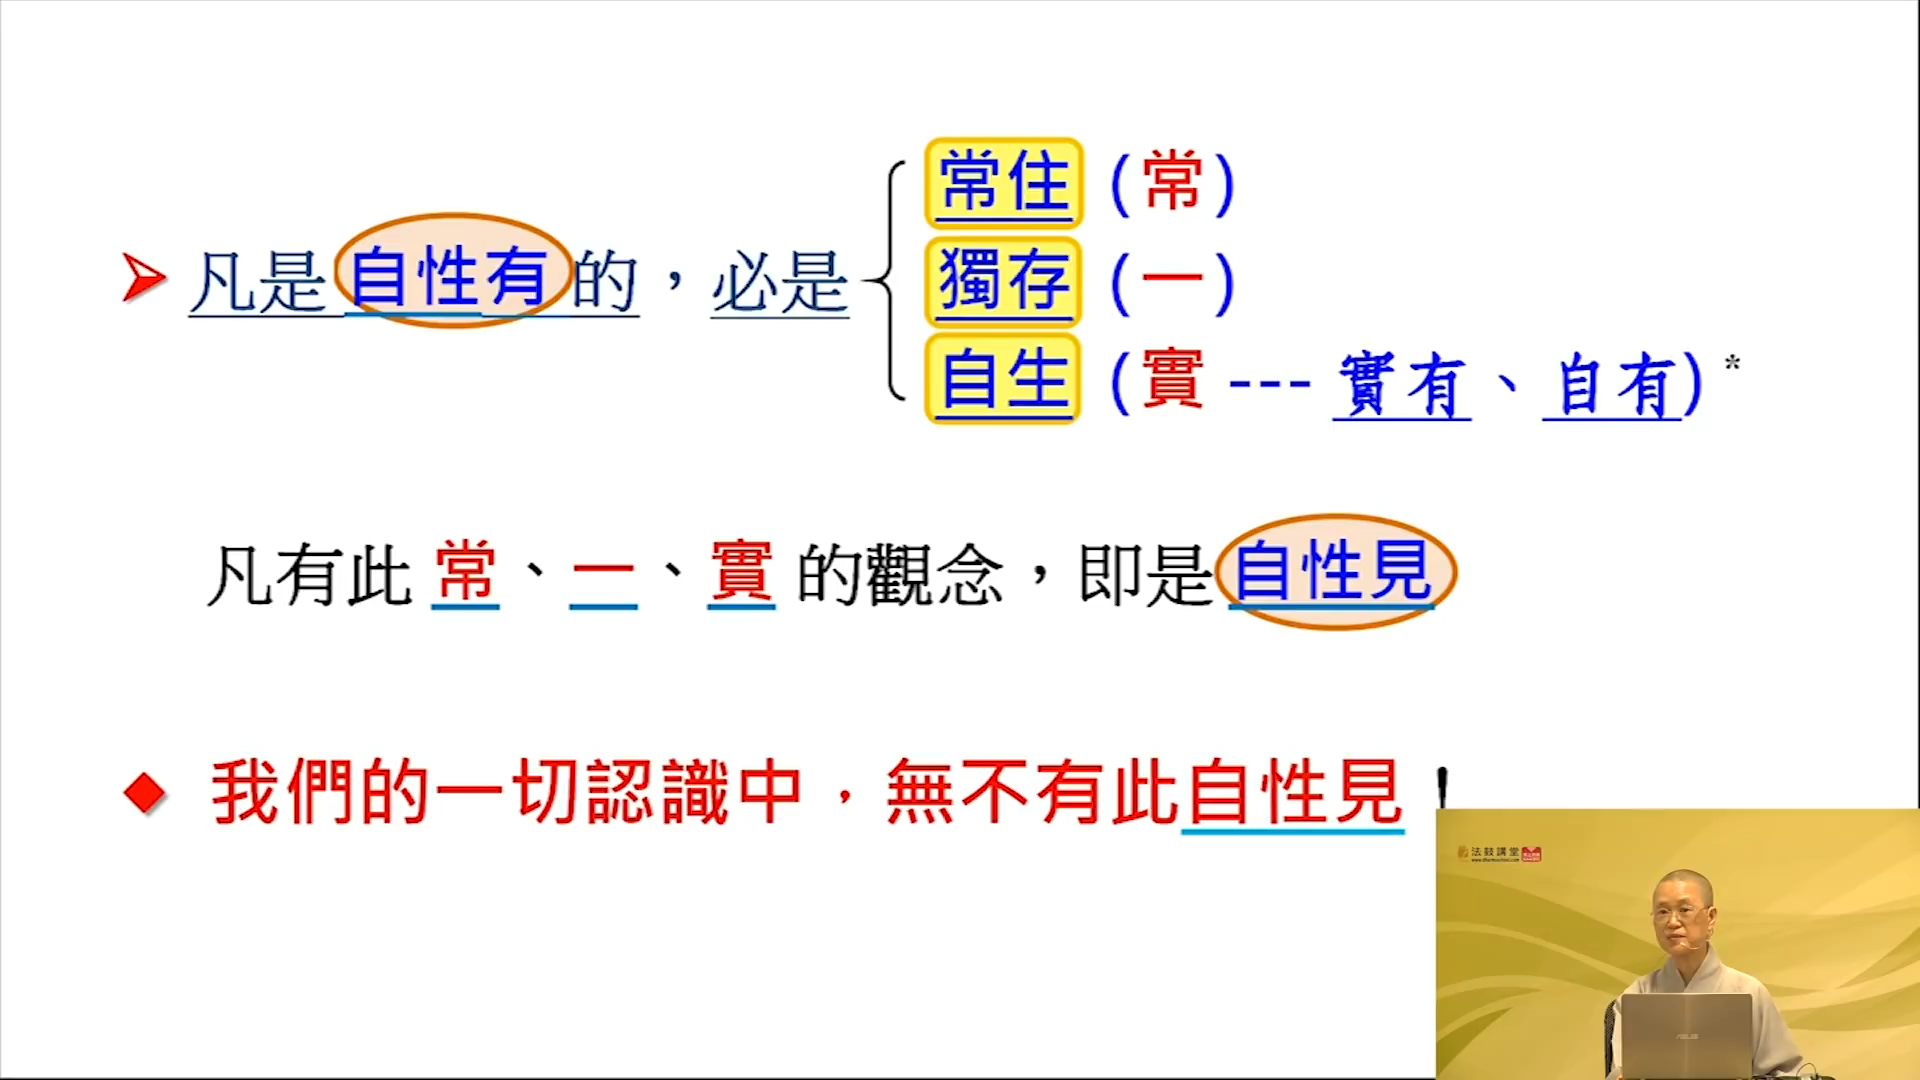 常住 (常)
凡是自性有的，必是
獨存 (一)
自生 (實 --- 實有、自有) *
凡有此 常、一、實 的觀念，即是自性見
我們的一切認識中，無不有此自性見！
法鼓講堂
ASUS